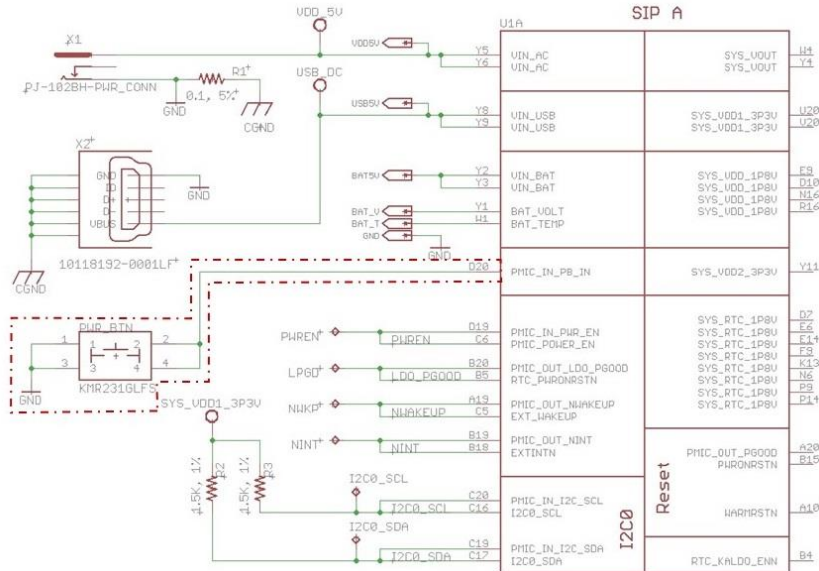 SIP A
VDD_5V
U1A
X1
VDD5V
Y5 VIN_AC SYS_VOUT W4
Y6 VIN_AC SYS_VOUT Y4
PJ-102BH-PWR_CONN
R1
0.1, 5%
GND
CGND
USB_DC
USB5V
Y8 VIN_USB SYS_VDD1_3P3V U20
Y9 VIN_USB SYS_VDD1_3P3V V20
X2
GND
ID
D+
D-
VBUS
GND
10118192-0001LF
CGND
BAT5V
Y2 VIN_BAT SYS_VDD_1P8V E9
Y3 VIN_BAT SYS_VDD_1P8V D10
SYS_VDD_1P8V N16
BAT_V Y1 BAT_VOLT SYS_VDD_1P8V R16
BAT_T W1 BAT_TEMP
GND
GND
D20 PMIC_IN_PB_IN SYS_VDD2_3P3V Y11
PWR_BTN
1 1 2 2
3 3 4 4
GND
KMR231GLFS
SYS_RTC_1P8V D7
PWREN PWREN D19 PMIC_IN_PWR_EN SYS_RTC_1P8V E6
C6 PMIC_POWER_EN SYS_RTC_1P8V E14
SYS_RTC_1P8V F9
LPGD LDO_PGOOD B20 PMIC_OUT_LDO_PGOOD SYS_RTC_1P8V K13
B5 RTC_PWRONRSTN SYS_RTC_1P8V N6
SYS_RTC_1P8V P9
NWKP NWAKEUP A19 PMIC_OUT_NWAKEUP SYS_RTC_1P8V P14
C5 EXT_WAKEUP
NINT NINT B19 PMIC_OUT_NINT
B18 EXTINTN
PMIC_OUT_PGOOD A20
PWRONRSTN B15
Reset
WARMRSTN A10
SYS_VDD1_3P3V
1.5K, 1% R2
1.5K, 1% R3
I2C0_SCL
I2C0_SCL C20 PMIC_IN_I2C_SCL
C16 I2C0_SCL
I2C0
I2C0_SDA
I2C0_SDA C19 PMIC_IN_I2C_SDA
C17 I2C0_SDA
RTC_KALDO_ENN B4